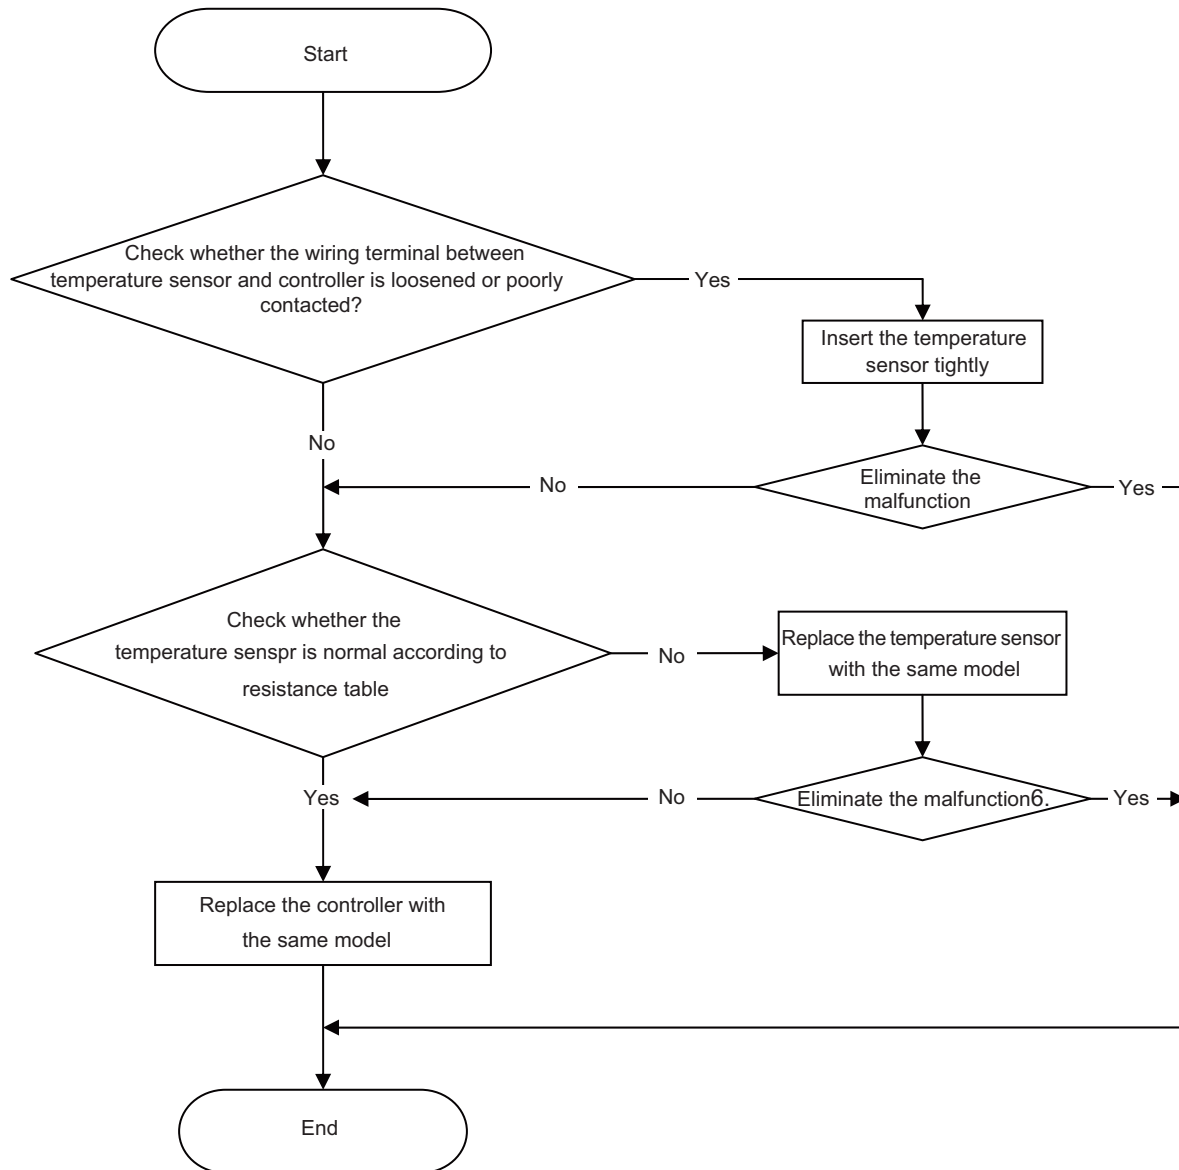 Start
Check whether the wiring terminal between
temperature sensor and controller is loosened or poorly
contacted?
Yes
Insert the temperature
sensor tightly
No
Eliminate the
malfunction
No
Yes
Check whether the
temperature senspr is normal according to
resistance table
No
Replace the temperature sensor
with the same model
Yes
No
Eliminate the malfunction6.
Yes
Replace the controller with
the same model
End